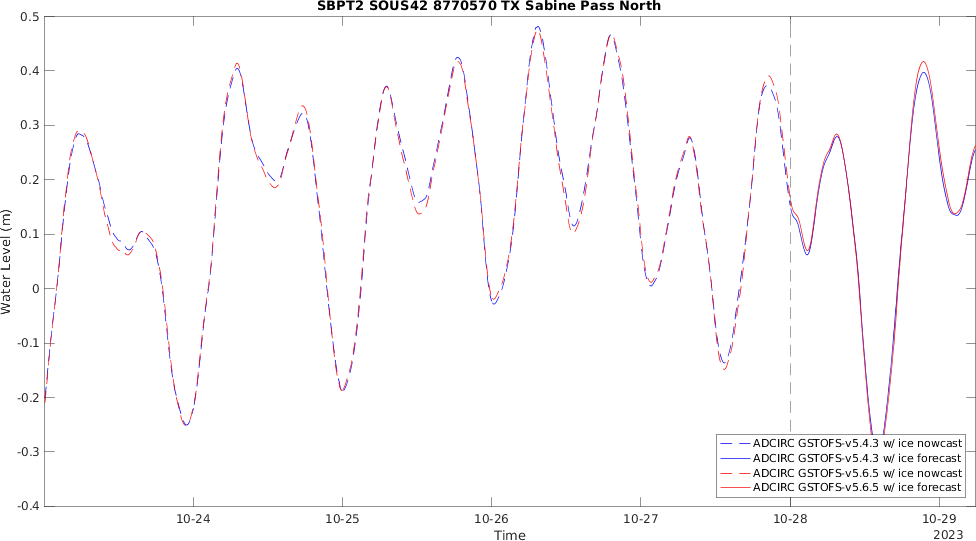 SBPT2 SOUS42 8770570 TX Sabine Pass North
0.5
0.4
0.3
0.2
0.1
0
-0.1
-0.2
-0.3
-0.4
Water Level (m)
10-24
10-25
10-26
10-27
10-28
10-29
2023
Time
ADCIRC GSTOFS-v5.4.3 w/ ice nowcast
ADCIRC GSTOFS-v5.4.3 w/ ice forecast
ADCIRC GSTOFS-v5.6.5 w/ ice nowcast
ADCIRC GSTOFS-v5.6.5 w/ ice forecast